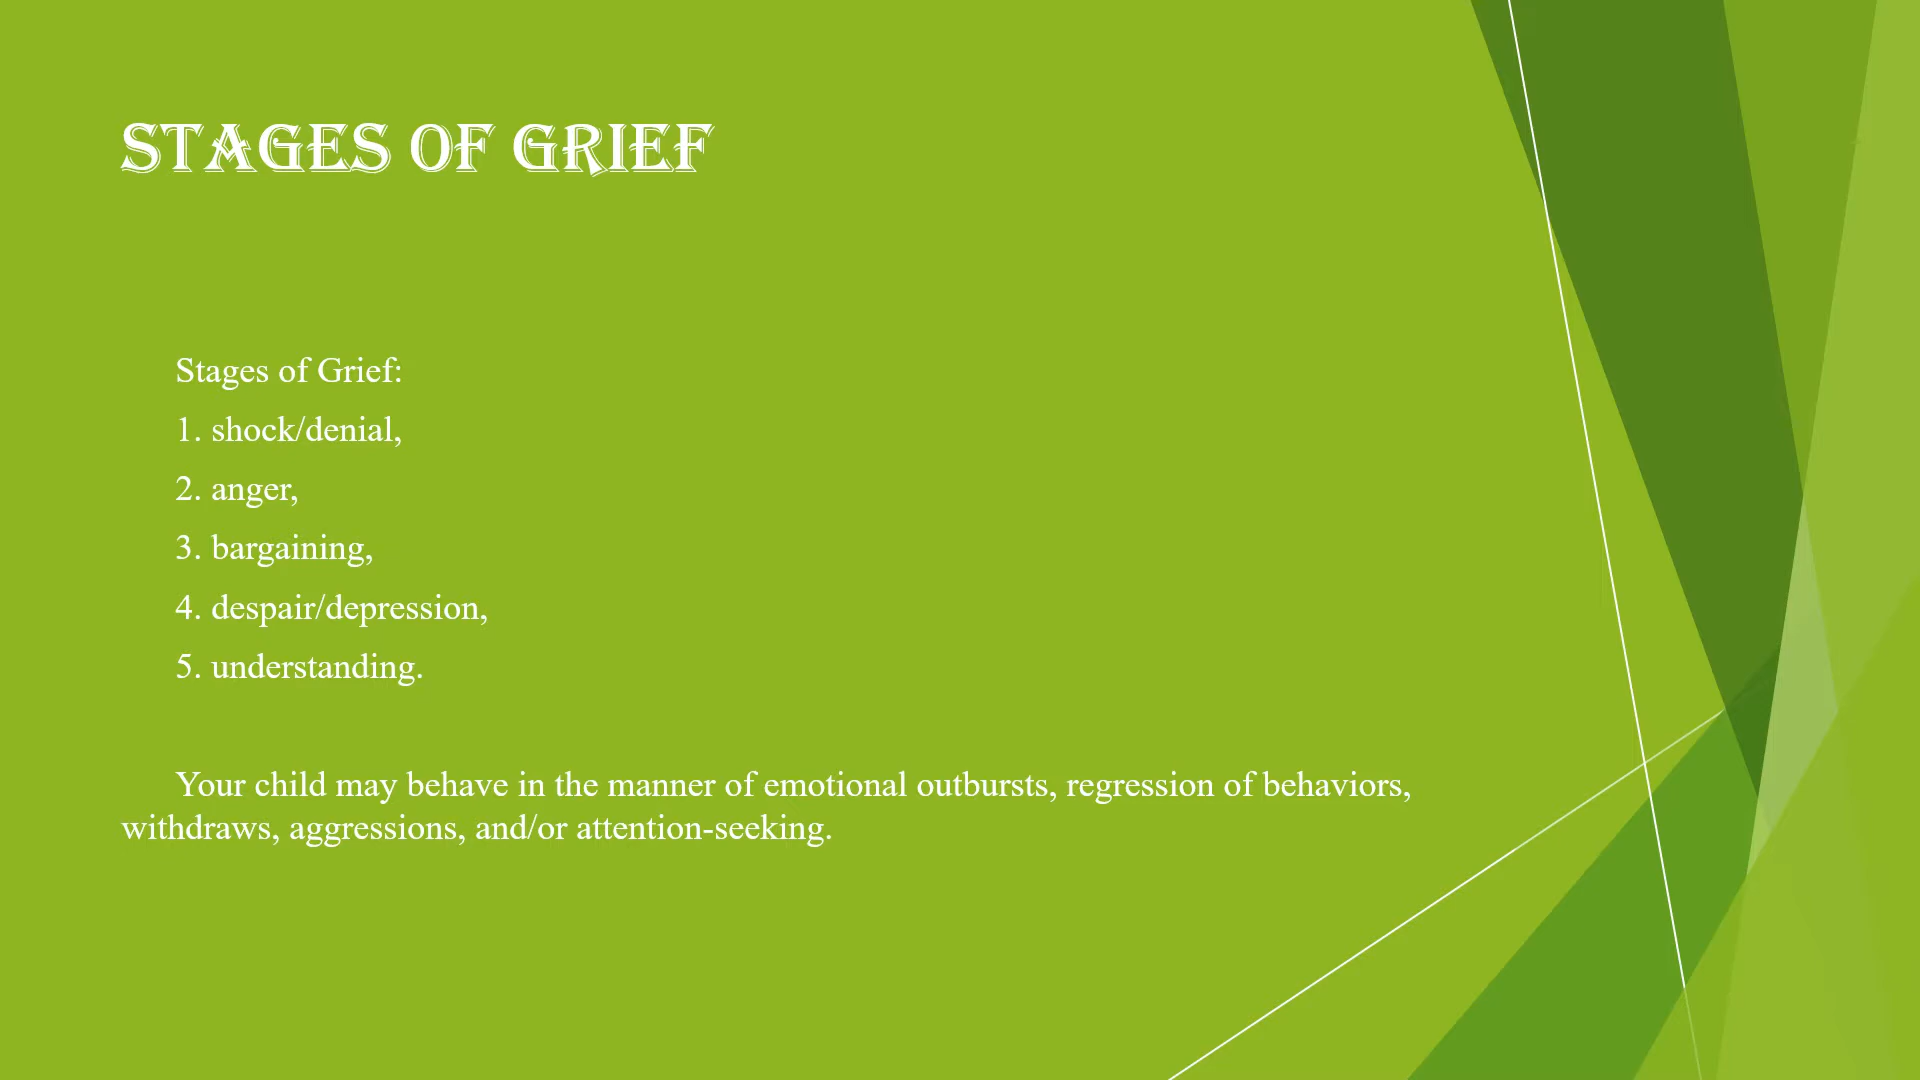 STAGES OF GRIEF
Stages of Grief:
1. shock/denial,
2. anger,
3. bargaining,
4. despair/depression,
5. understanding.
Your child may behave in the manner of emotional outbursts, regression of behaviors,
withdraws, aggressions, and/or attention-seeking.